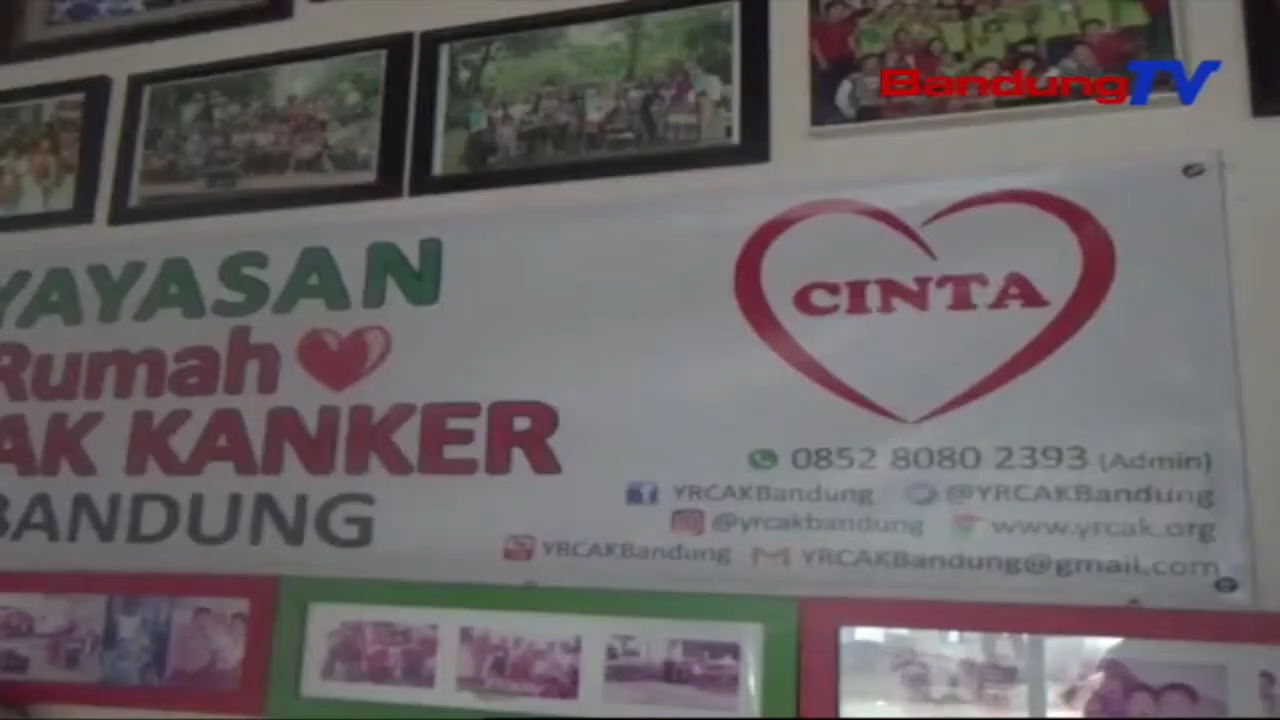 BandungTV
YAYASAN
Rumah
AK KANKER
BANDUNG
CINTA
0852 8080 2393 (Admin)
YRCAKBandung @YRCAKBandung
@yrcakbandung www.yrcak.org
YRCAKBandung YRCAKBandung@gmail.com